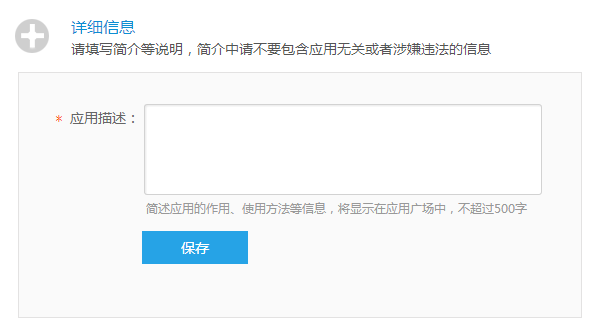 详细信息
请填写简介等说明，简介中请不要包含应用无关或者涉嫌违法的信息
* 应用描述：
简述应用的作用、使用方法等信息，将显示在应用广场中，不超过500字
保存